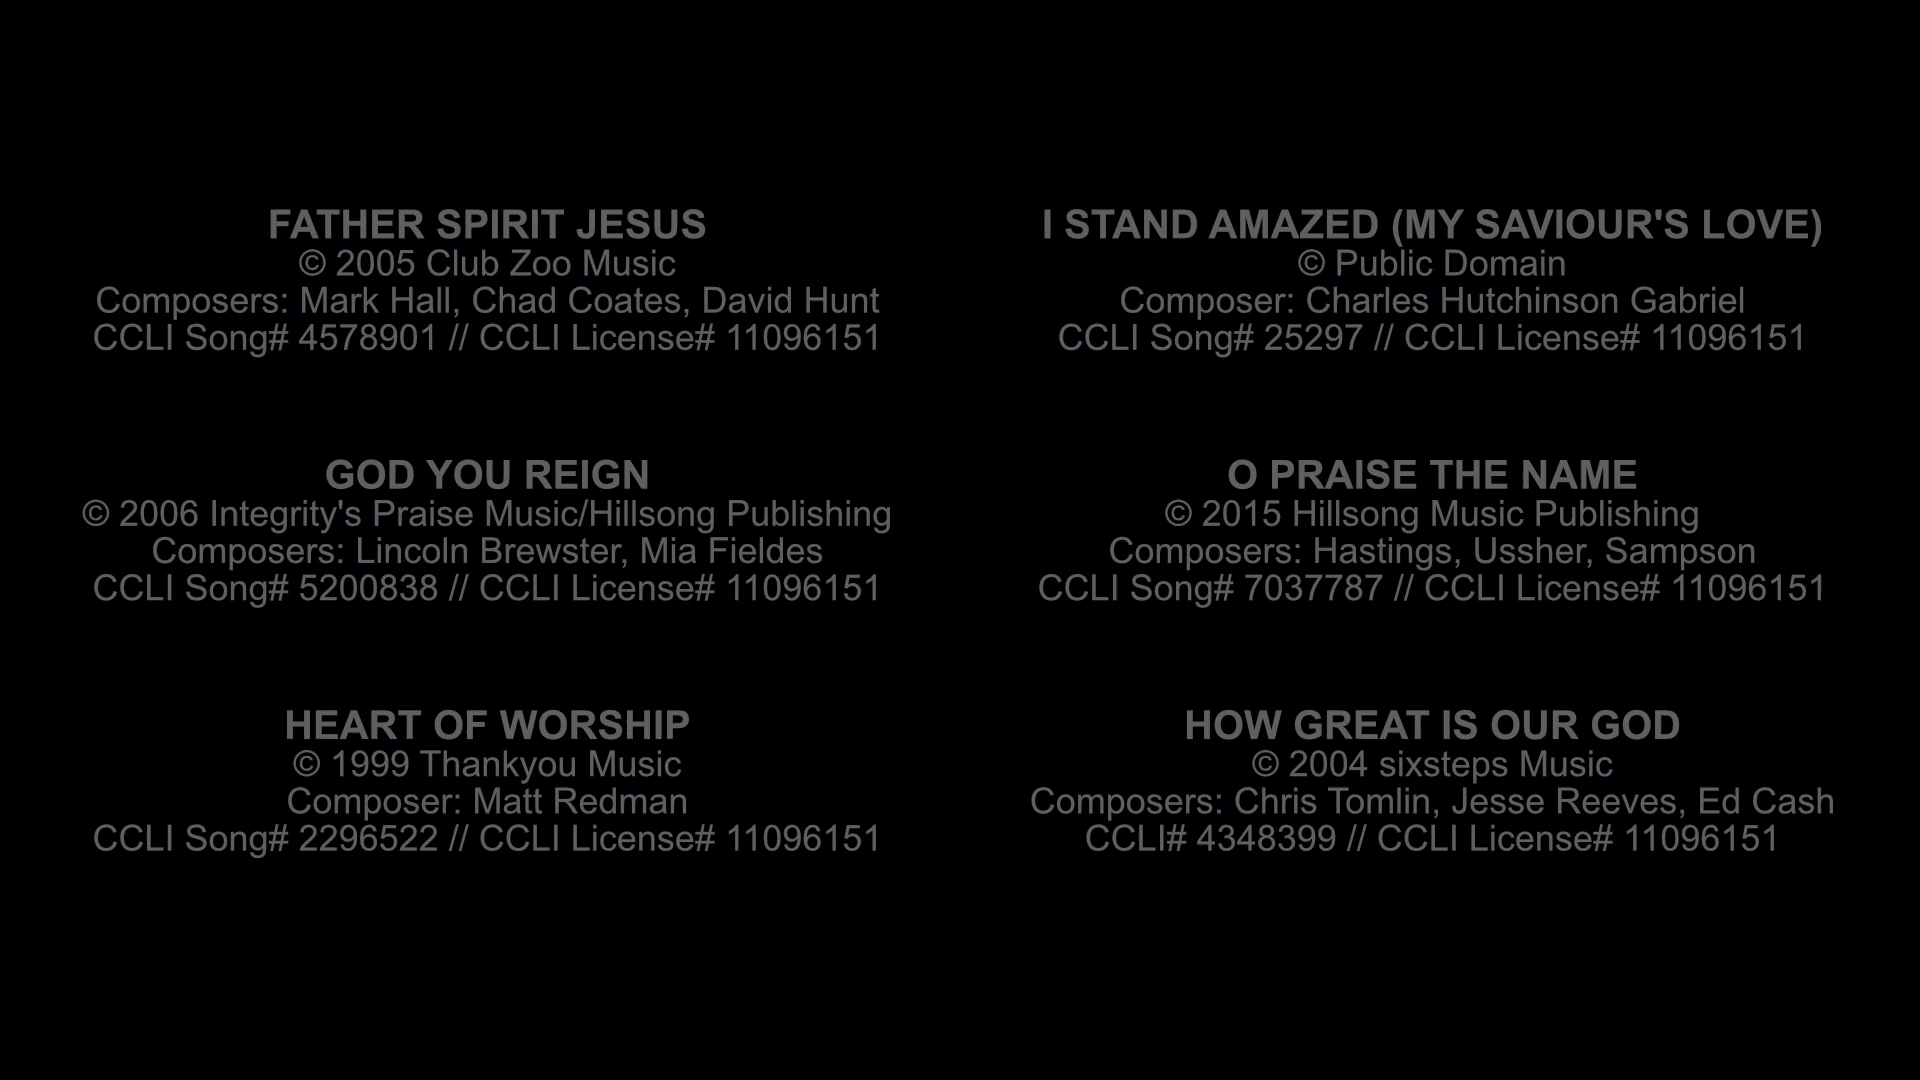 FATHER SPIRIT JESUS
© 2005 Club Zoo Music
Composers: Mark Hall, Chad Coates, David Hunt
CCLI Song# 4578901 // CCLI License# 11096151
GOD YOU REIGN
© 2006 Integrity's Praise Music/Hillsong Publishing
Composers: Lincoln Brewster, Mia Fieldes
CCLI Song# 5200838 // CCLI License# 11096151
HEART OF WORSHIP
© 1999 Thankyou Music
Composer: Matt Redman
CCLI Song# 2296522 // CCLI License# 11096151
I STAND AMAZED (MY SAVIOUR'S LOVE)
© Public Domain
Composer: Charles Hutchinson Gabriel
CCLI Song# 25297 // CCLI License# 11096151
O PRAISE THE NAME
© 2015 Hillsong Music Publishing
Composers: Hastings, Ussher, Sampson
CCLI Song# 7037787 // CCLI License# 11096151
HOW GREAT IS OUR GOD
© 2004 sixsteps Music
Composers: Chris Tomlin, Jesse Reeves, Ed Cash
CCLI# 4348399 // CCLI License# 11096151